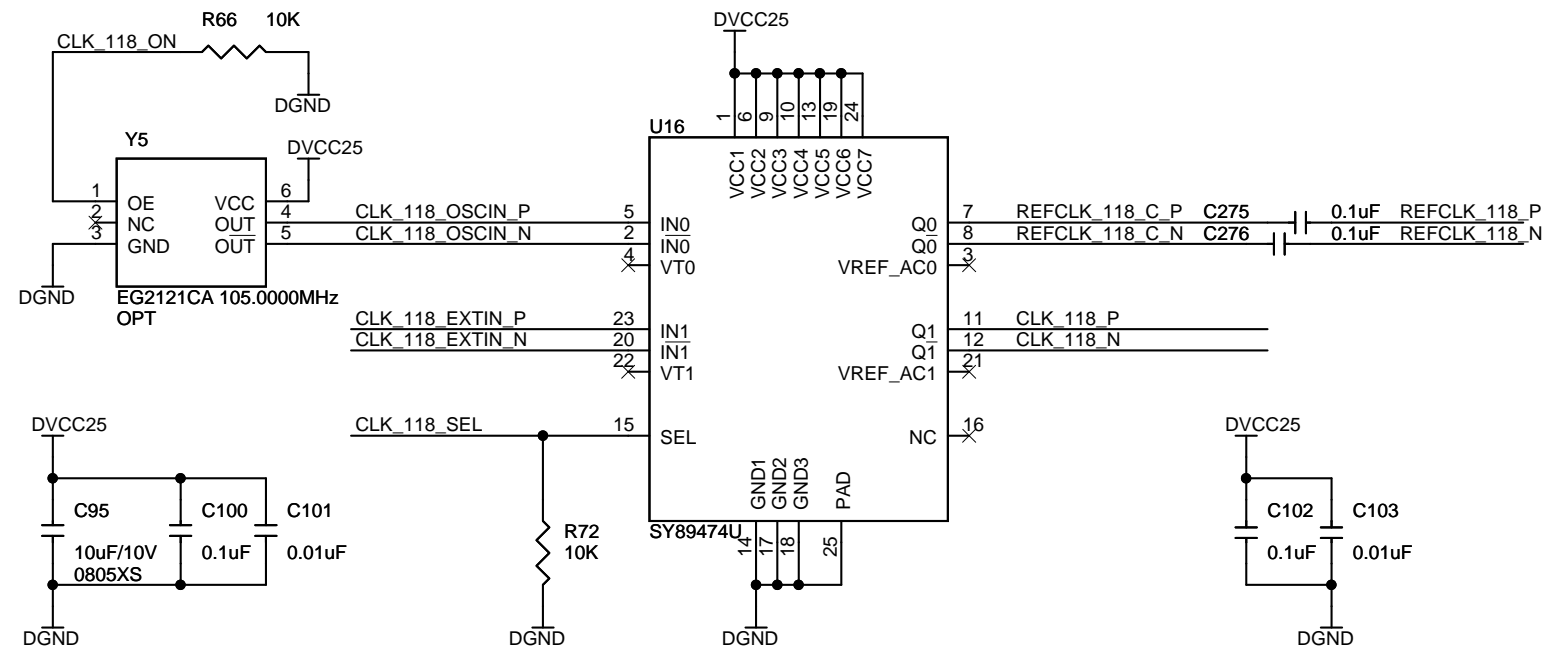 R66 10K
CLK_118_ON
DGND
Y5
DVCC25
1 OE VCC 6
2 NC OUT 4
3 GND OUT 5
DGND
EG2121CA 105.0000MHz
OPT
CLK_118_OSCIN_P
CLK_118_OSCIN_N
CLK_118_EXTIN_P
CLK_118_EXTIN_N
CLK_118_SEL
DVCC25
1 6 9 10 13 19 24
U16
VCC1 VCC2 VCC3 VCC4 VCC5 VCC6 VCC7
5 IN0
2 IN0
4 VT0
23 IN1
20 IN1
22 VT1
15 SEL
Q0 7
Q0 8
VREF_AC0 3
Q1 11
Q1 12
VREF_AC1 21
NC 16
GND1 GND2 GND3 PAD
SY89474U
14 17 18 25
DGND
REFCLK_118_C_P C275 0.1uF REFCLK_118_P
REFCLK_118_C_N C276 0.1uF REFCLK_118_N
CLK_118_P
CLK_118_N
DVCC25
C95
10uF/10V
0805XS
C100
0.1uF
C101
0.01uF
DGND
R72
10K
DGND
DVCC25
C102
0.1uF
C103
0.01uF
DGND